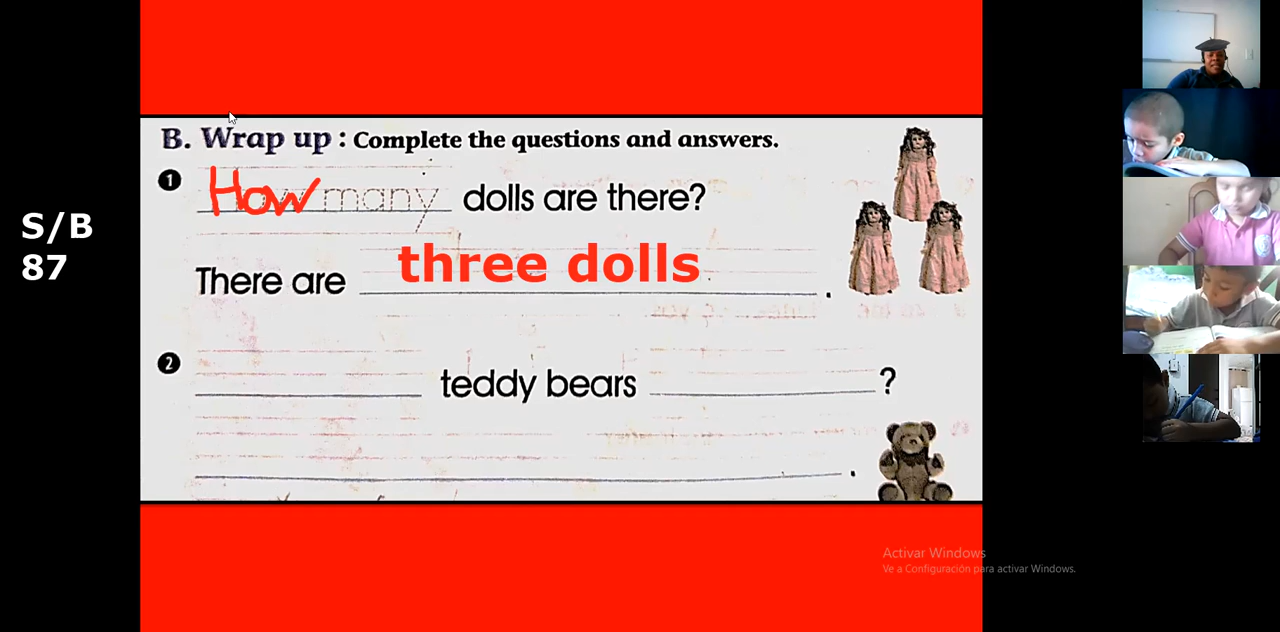 S/B
87
B. Wrap up : Complete the questions and answers.
1 How many dolls are there?
There are three dolls .
2 teddy bears ?
.
Activar Windows
Ve a Configuración para activar Windows.